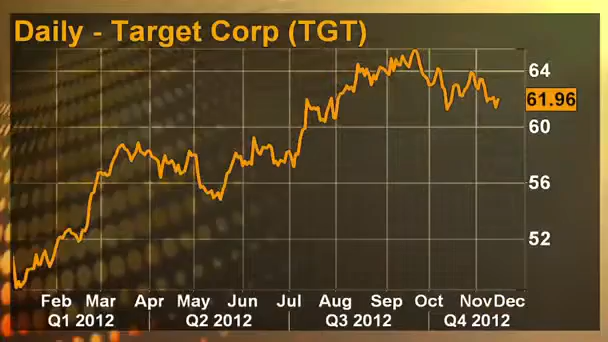 Daily - Target Corp (TGT)
64
61.96
60
56
52
Feb Mar Apr May Jun Jul Aug Sep Oct Nov Dec
Q1 2012 Q2 2012 Q3 2012 Q4 2012